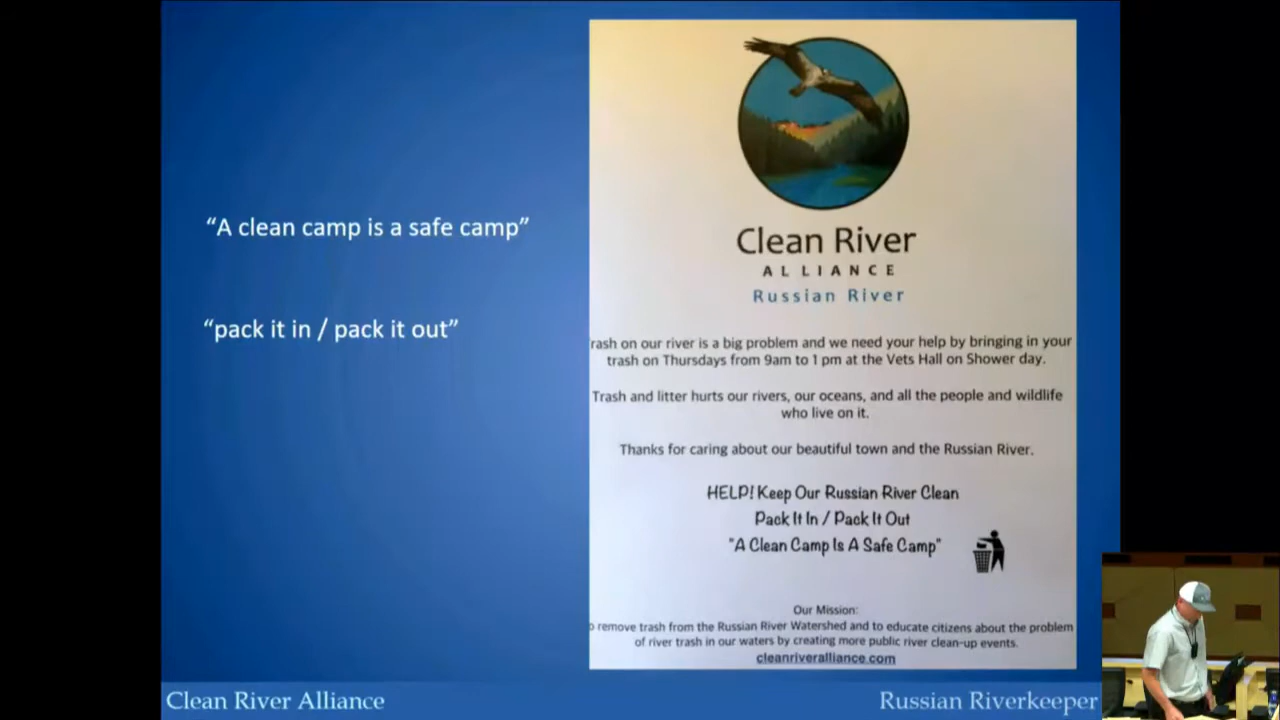 “A clean camp is a safe camp”
“pack it in / pack it out”
Clean River
ALLIANCE
Russian River
rash on our river is a big problem and we need your help by bringing in your
trash on Thursdays from 9am to 1 pm at the Vets Hall on Shower day.
Trash and litter hurts our rivers, our oceans, and all the people and wildlife
who live on it.
Thanks for caring about our beautiful town and the Russian River.
HELP! Keep Our Russian River Clean
Pack It In / Pack It Out
"A Clean Camp Is A Safe Camp"
Our Mission:
o remove trash from the Russian River Watershed and to educate citizens about the problem
of river trash in our waters by creating more public river clean-up events.
cleanriveralliance.com
Clean River Alliance
Russian Riverkeeper